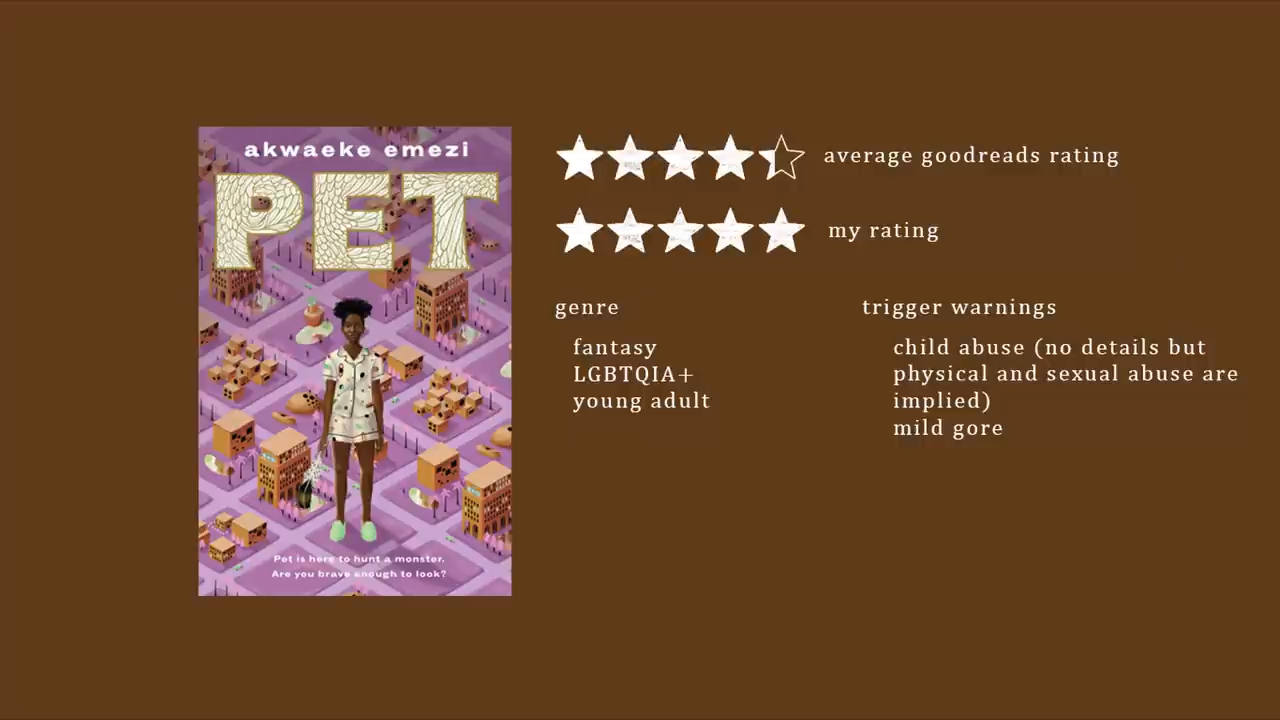 akwaeke emezi
PET
Pet is here to hunt a monster.
Are you brave enough to look?
average goodreads rating
my rating
genre
fantasy
LGBTQIA+
young adult
trigger warnings
child abuse (no details but
physical and sexual abuse are
implied)
mild gore